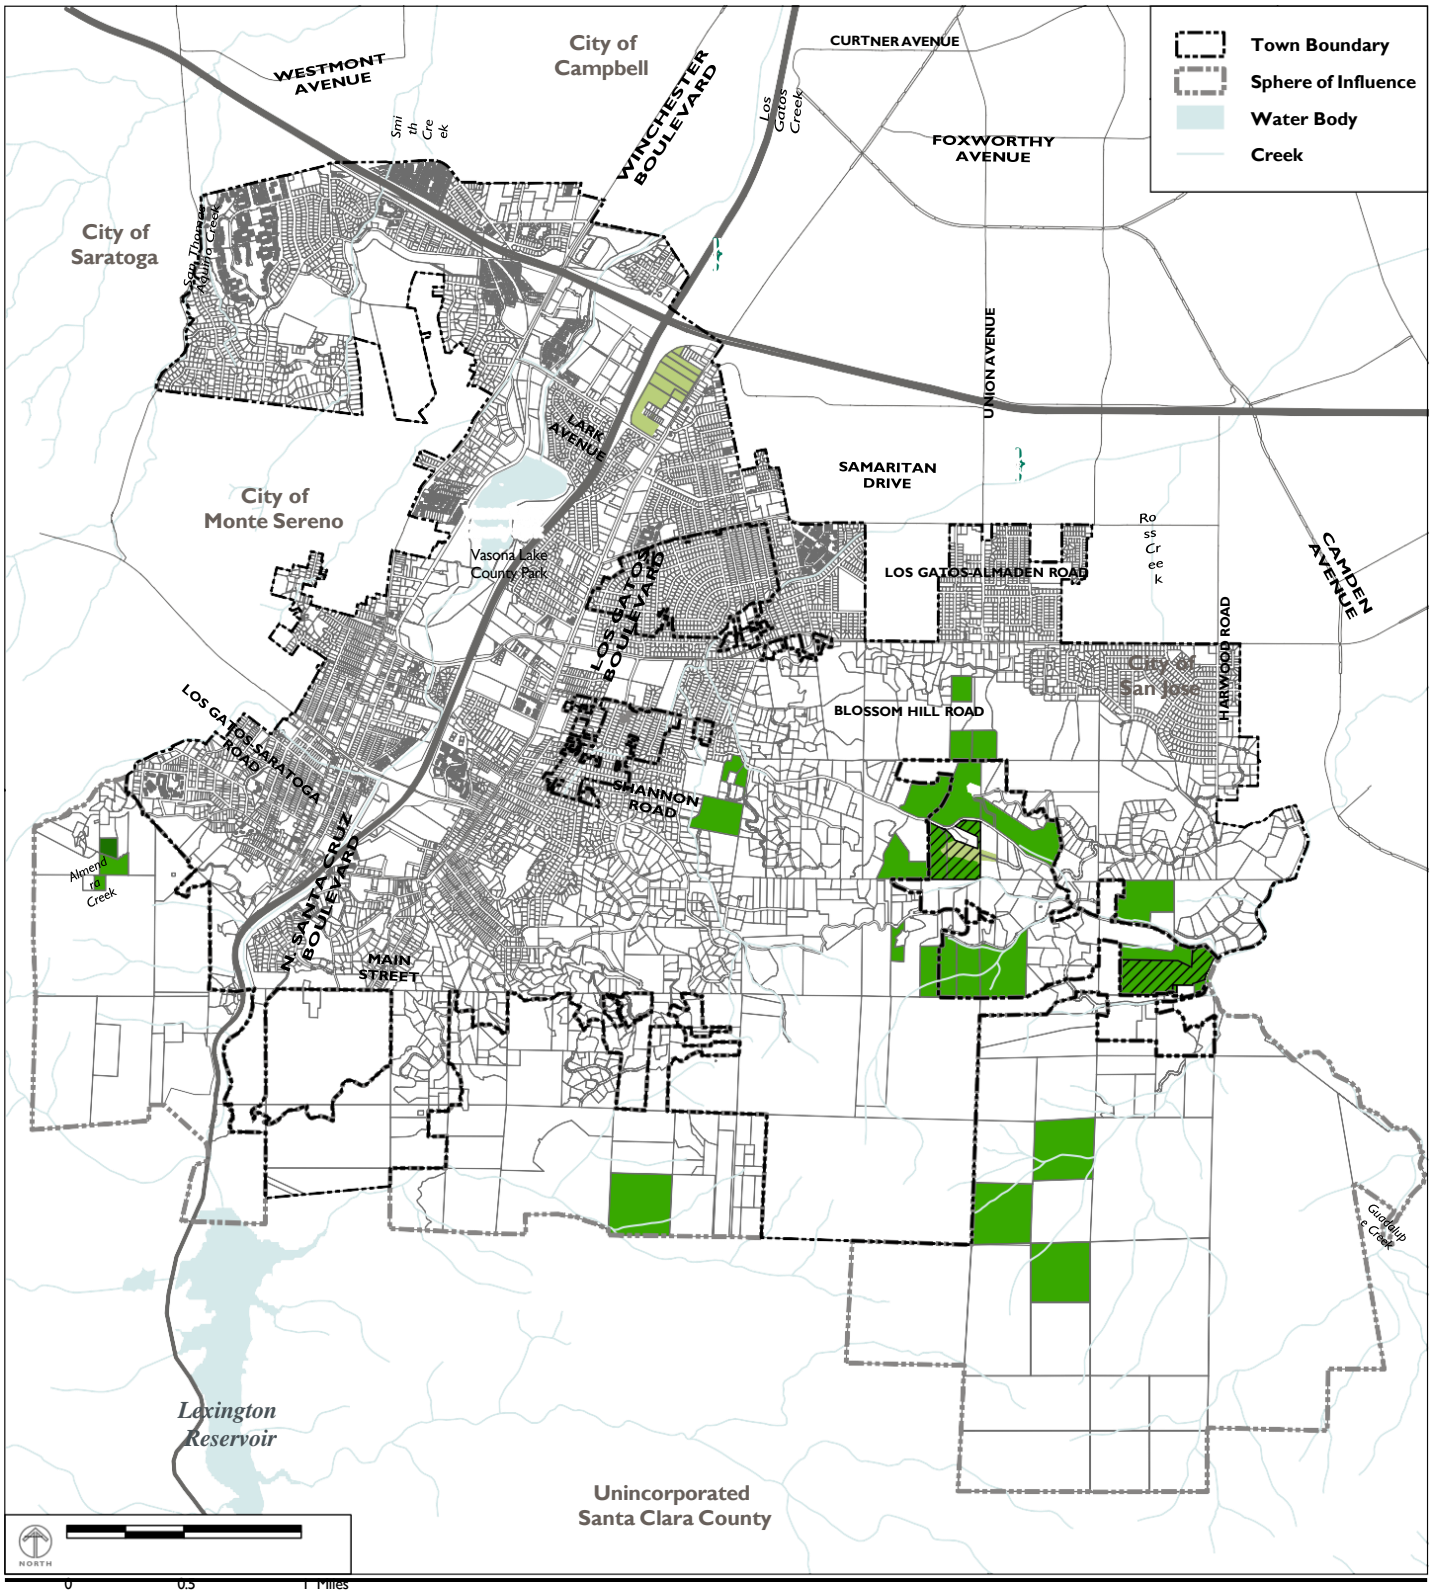 City of
Campbell
CURTNER AVENUE
Town Boundary
Sphere of Influence
Water Body
Creek
WESTMONT
AVENUE
WINCHESTER
BOULEVARD
Los
Gatos
Creek
Smi
th
Cre
ek
FOXWORTHY
AVENUE
City of
Saratoga
San Thomas
Aquino Creek
UNION AVENUE
LARK
AVENUE
SAMARITAN
DRIVE
City of
Monte Sereno
Ro
ss
Cr
ee
k
CAMDEN
AVENUE
Vasona Lake
County Park
LOS GATOS
BOULEVARD
LOS GATOS-ALMADEN ROAD
HARWOOD ROAD
City of
San Jose
LOS GATOS-SARATOGA
ROAD
BLOSSOM HILL ROAD
SHANNON
ROAD
Almend
ra
Creek
N. SANTA CRUZ
BOULEVARD
MAIN
STREET
Guadalup
e Creek
Lexington
Reservoir
Unincorporated
Santa Clara County
NORTH
0 0.5 1 Miles